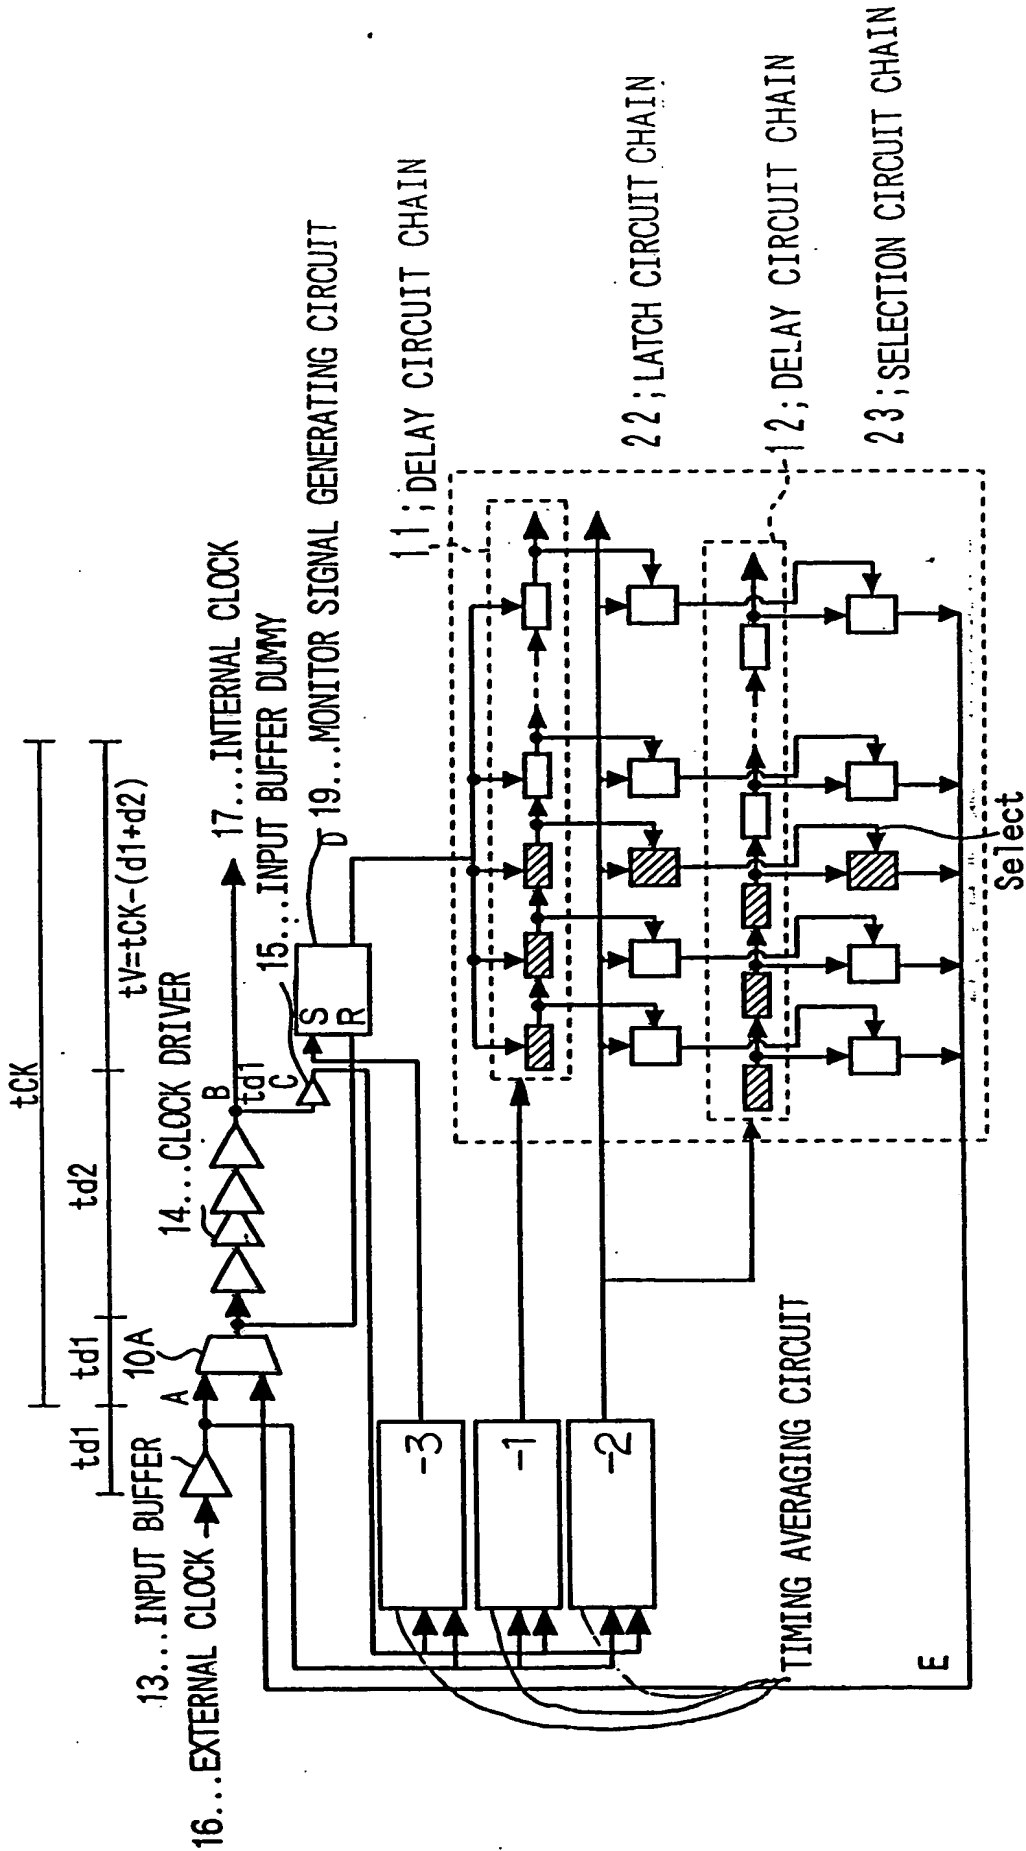 tCK
td1
td1
td2
tV=tCK-(d1+d2)
13...INPUT BUFFER
16...EXTERNAL CLOCK
A
10A
14...CLOCK DRIVER
B
17...INTERNAL CLOCK
td1
C
15...INPUT BUFFER DUMMY
S
R
D
19...MONITOR SIGNAL GENERATING CIRCUIT
-3
-1
-2
11;DELAY CIRCUIT CHAIN
22;LATCH CIRCUIT CHAIN
12;DELAY CIRCUIT CHAIN
23;SELECTION CIRCUIT CHAIN
TIMING AVERAGING CIRCUIT
E
Select